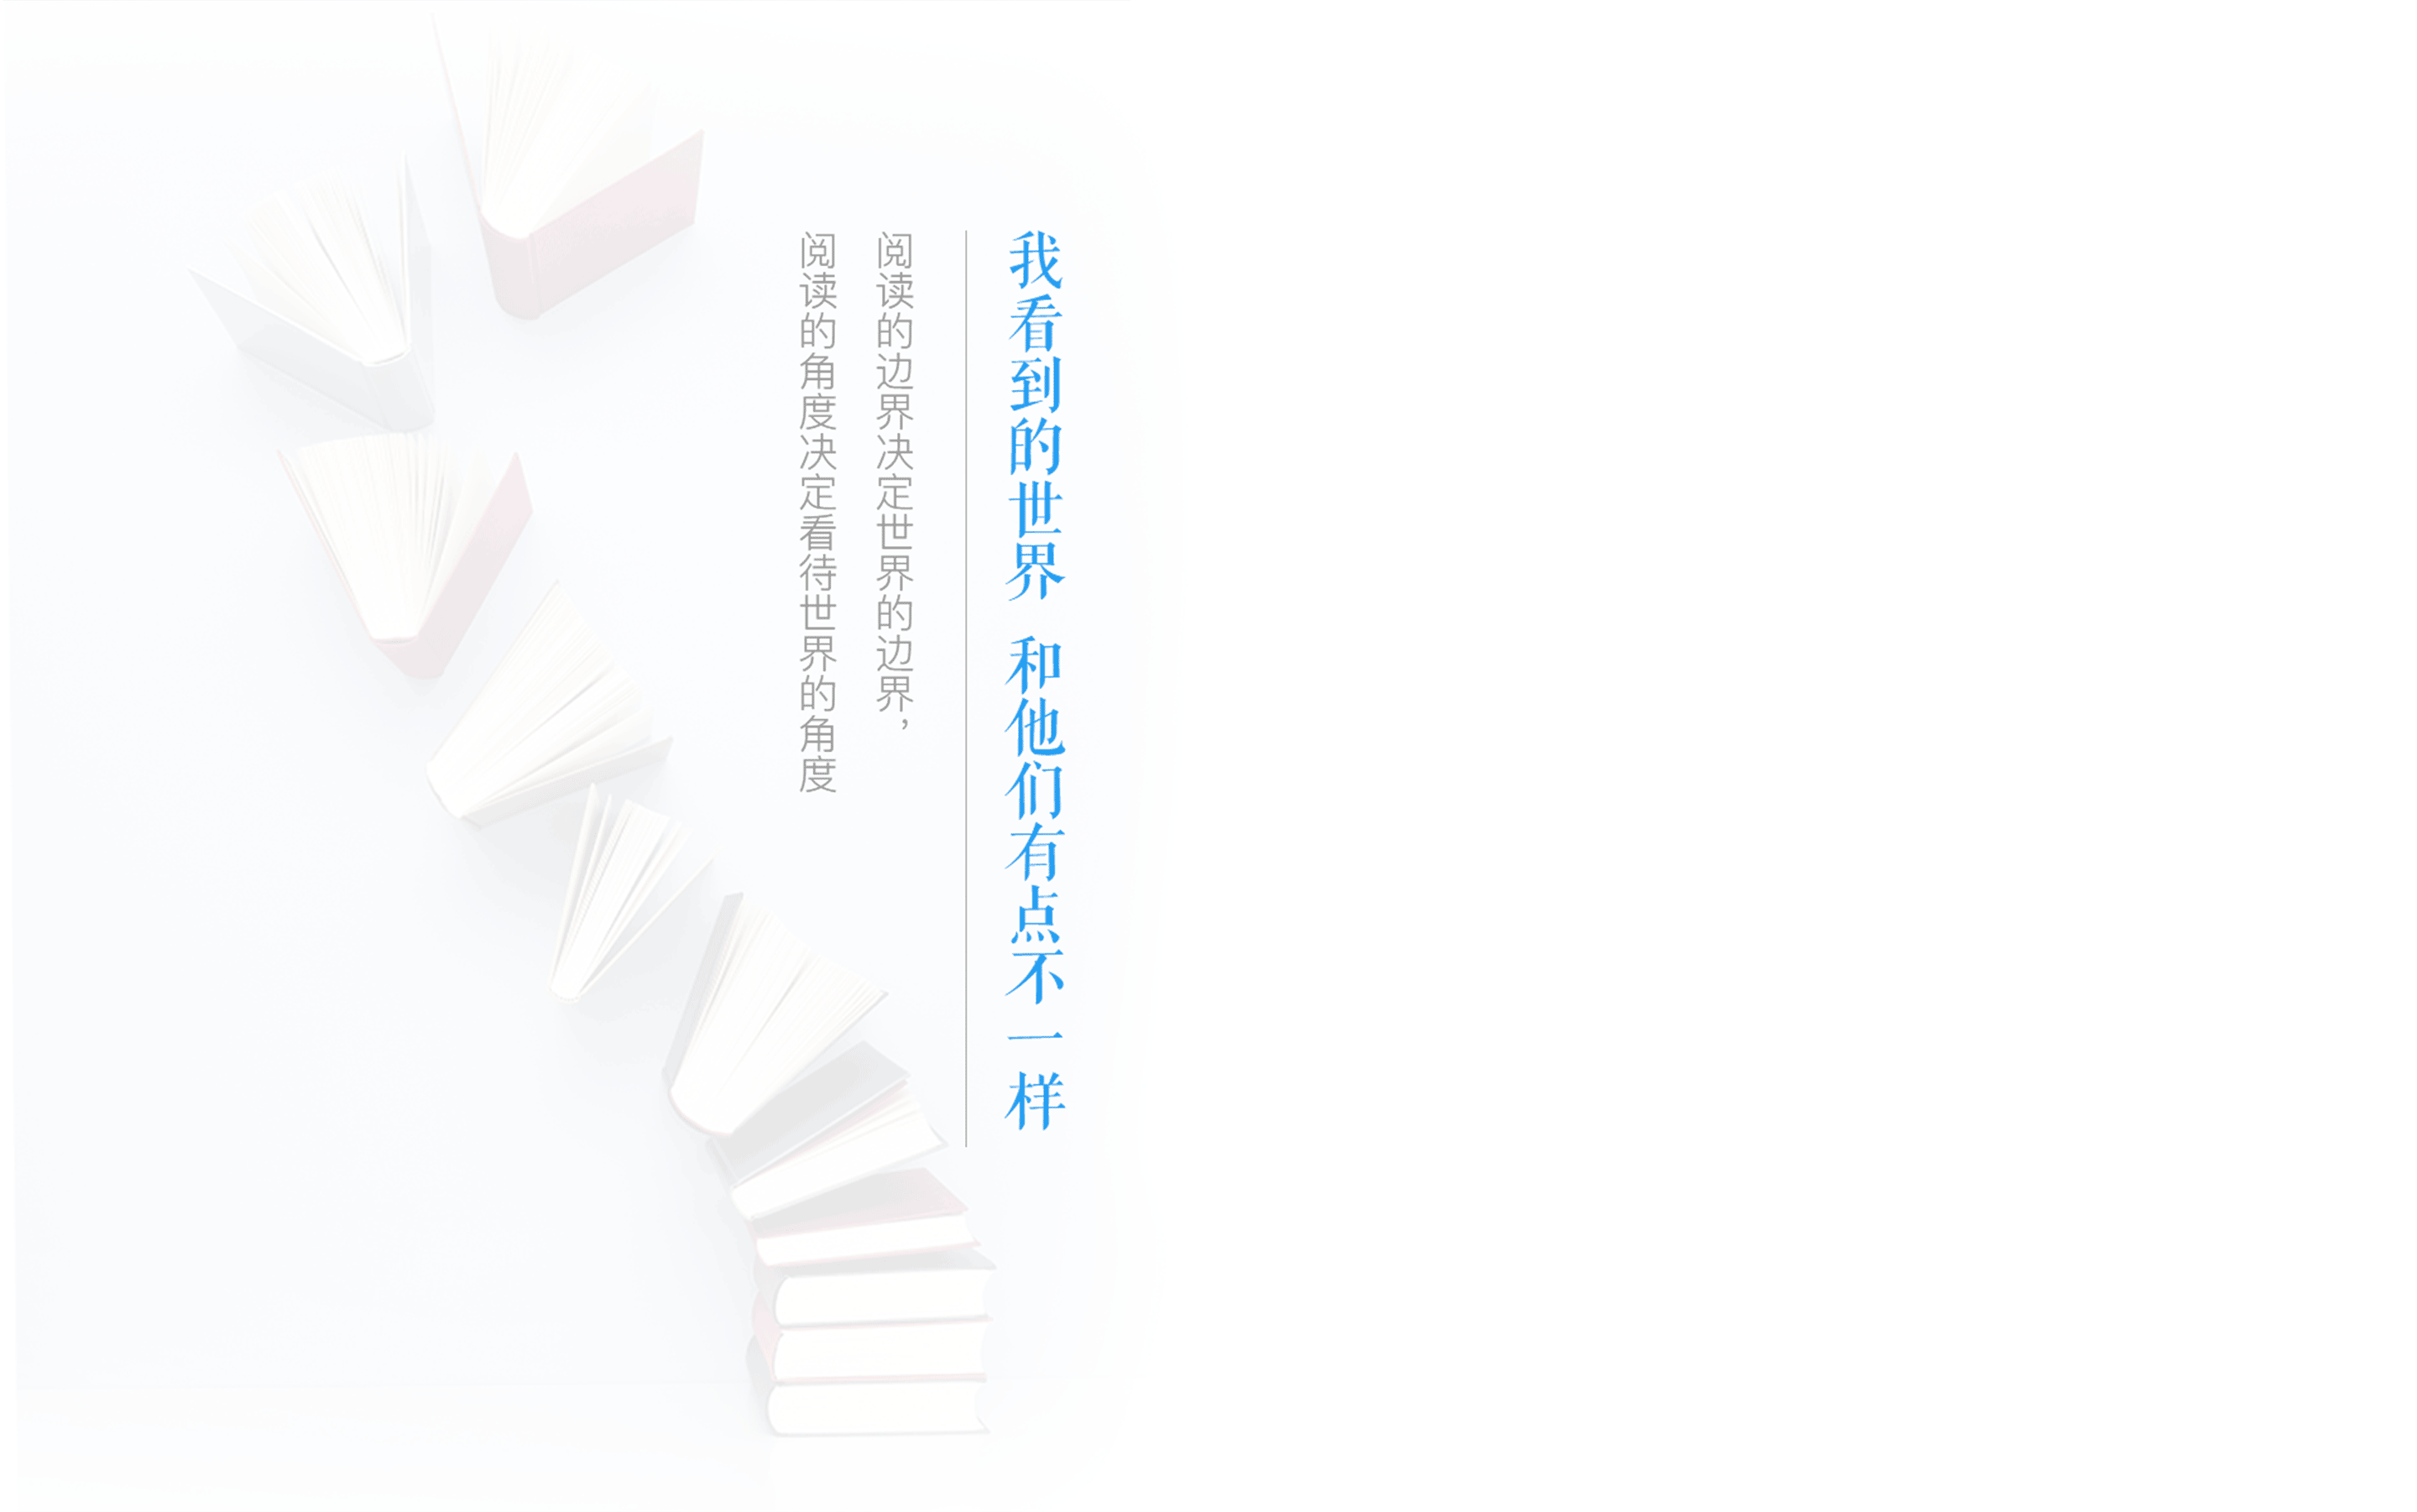 我看到的世界 和他们有点不一样
阅读的边界决定世界的边界，
阅读的角度决定看待世界的角度